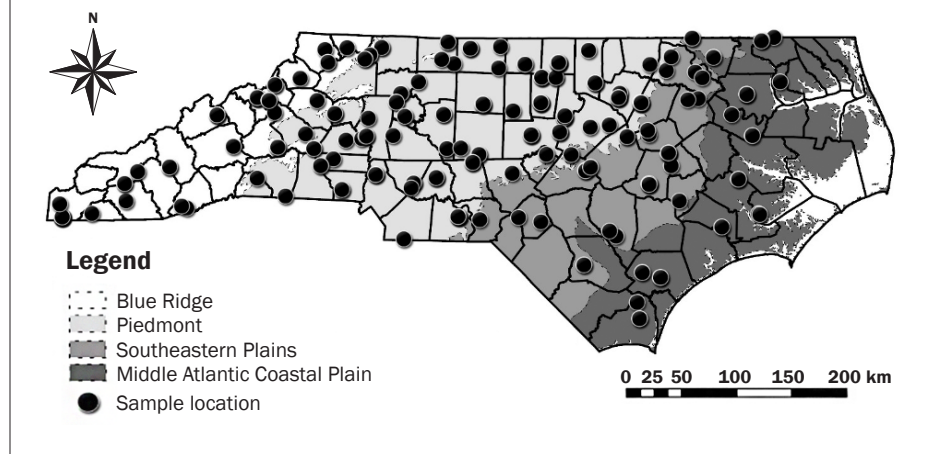 N
Legend
Blue Ridge
Piedmont
Southeastern Plains
Middle Atlantic Coastal Plain
Sample location
0 25 50 100 150 200 km